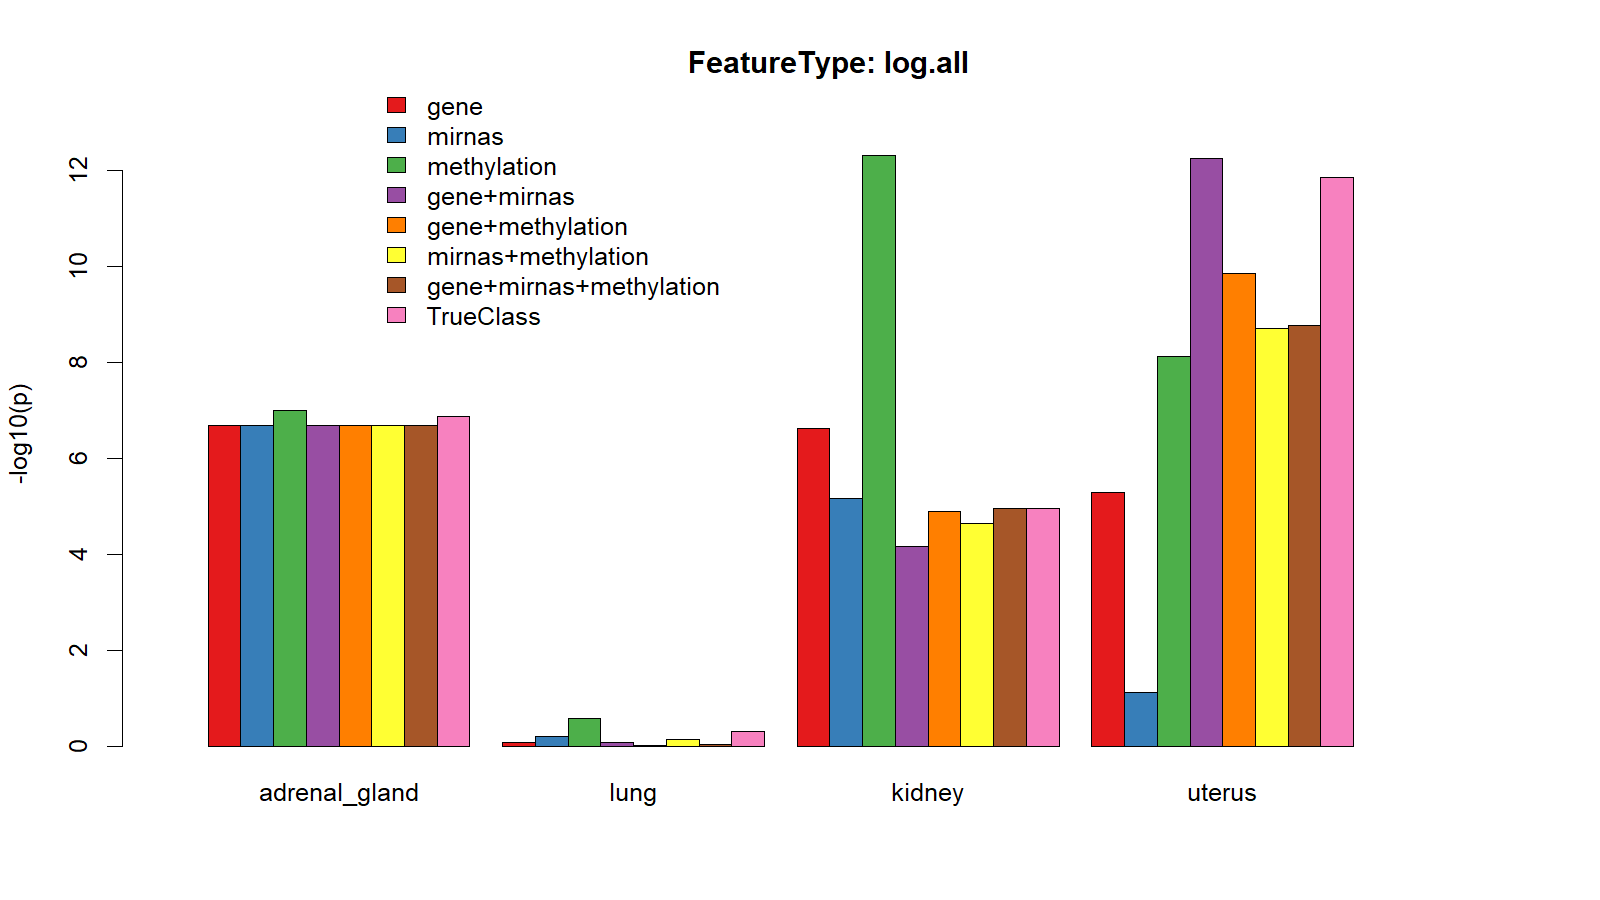 FeatureType: log.all
gene
mirnas
methylation
gene+mirnas
gene+methylation
mirnas+methylation
gene+mirnas+methylation
TrueClass
-log10(p)
12
10
8
6
4
2
0
adrenal_gland
lung
kidney
uterus